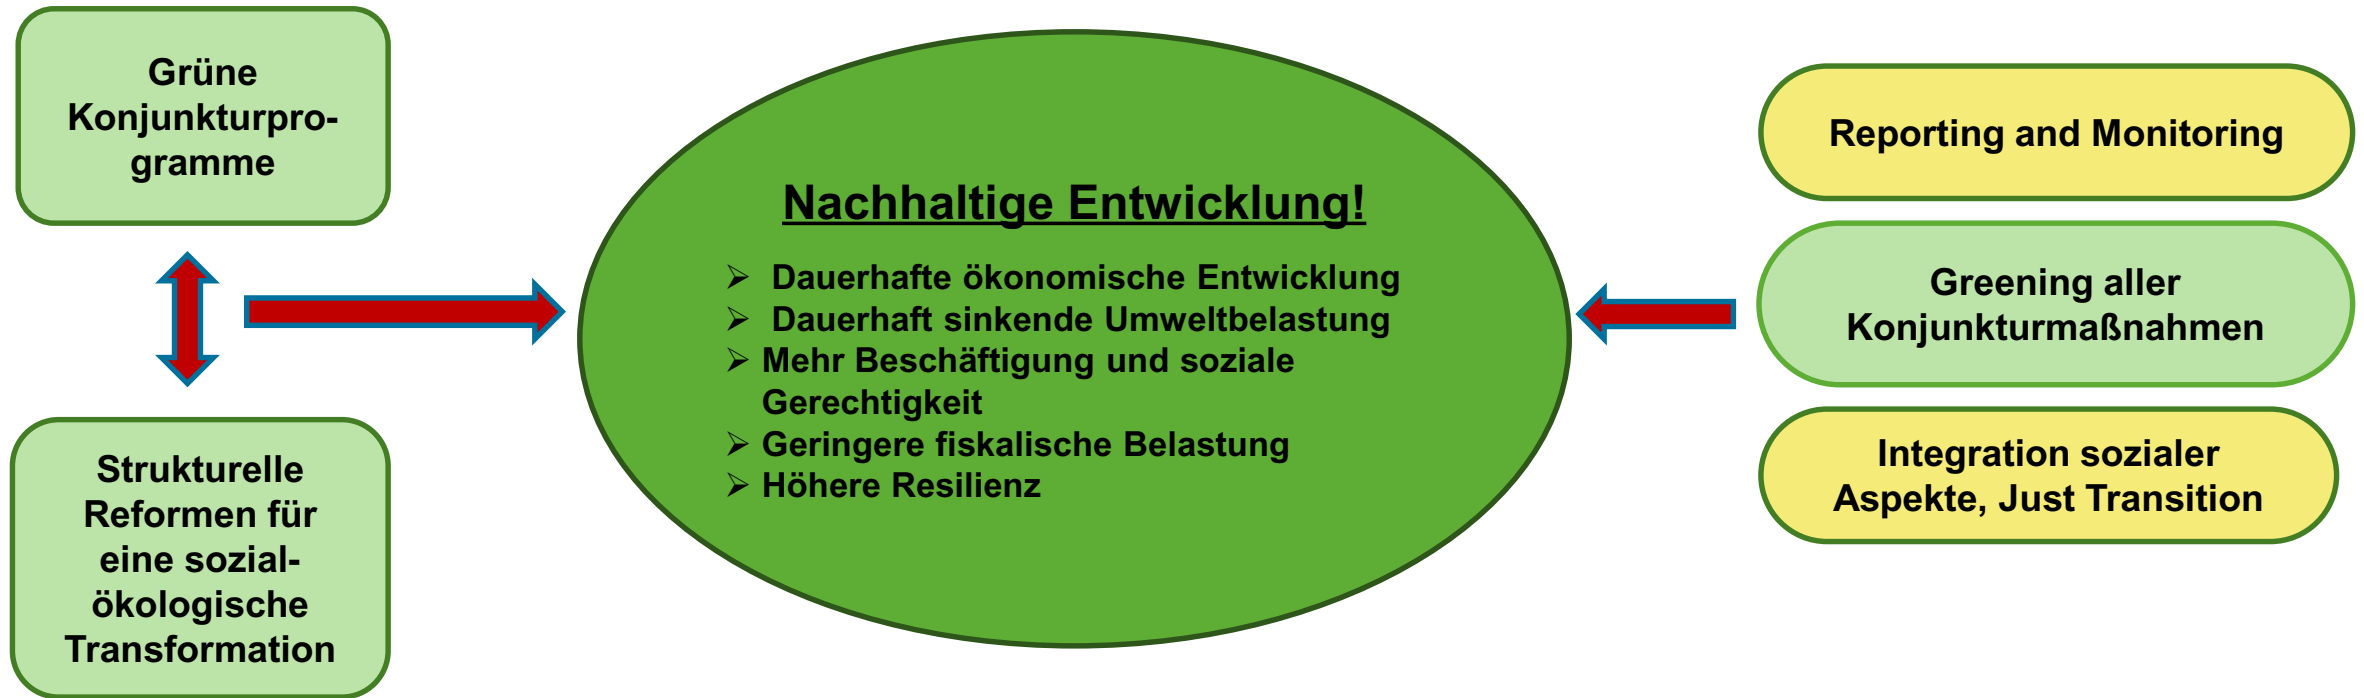 Grüne
Konjunkturpro-
gramme
Strukturelle
Reformen für
eine sozial-
ökologische
Transformation
Nachhaltige Entwicklung!
➢ Dauerhafte ökonomische Entwicklung
➢ Dauerhaft sinkende Umweltbelastung
➢ Mehr Beschäftigung und soziale
Gerechtigkeit
➢ Geringere fiskalische Belastung
➢ Höhere Resilienz
Reporting and Monitoring
Greening aller
Konjunkturmaßnahmen
Integration sozialer
Aspekte, Just Transition